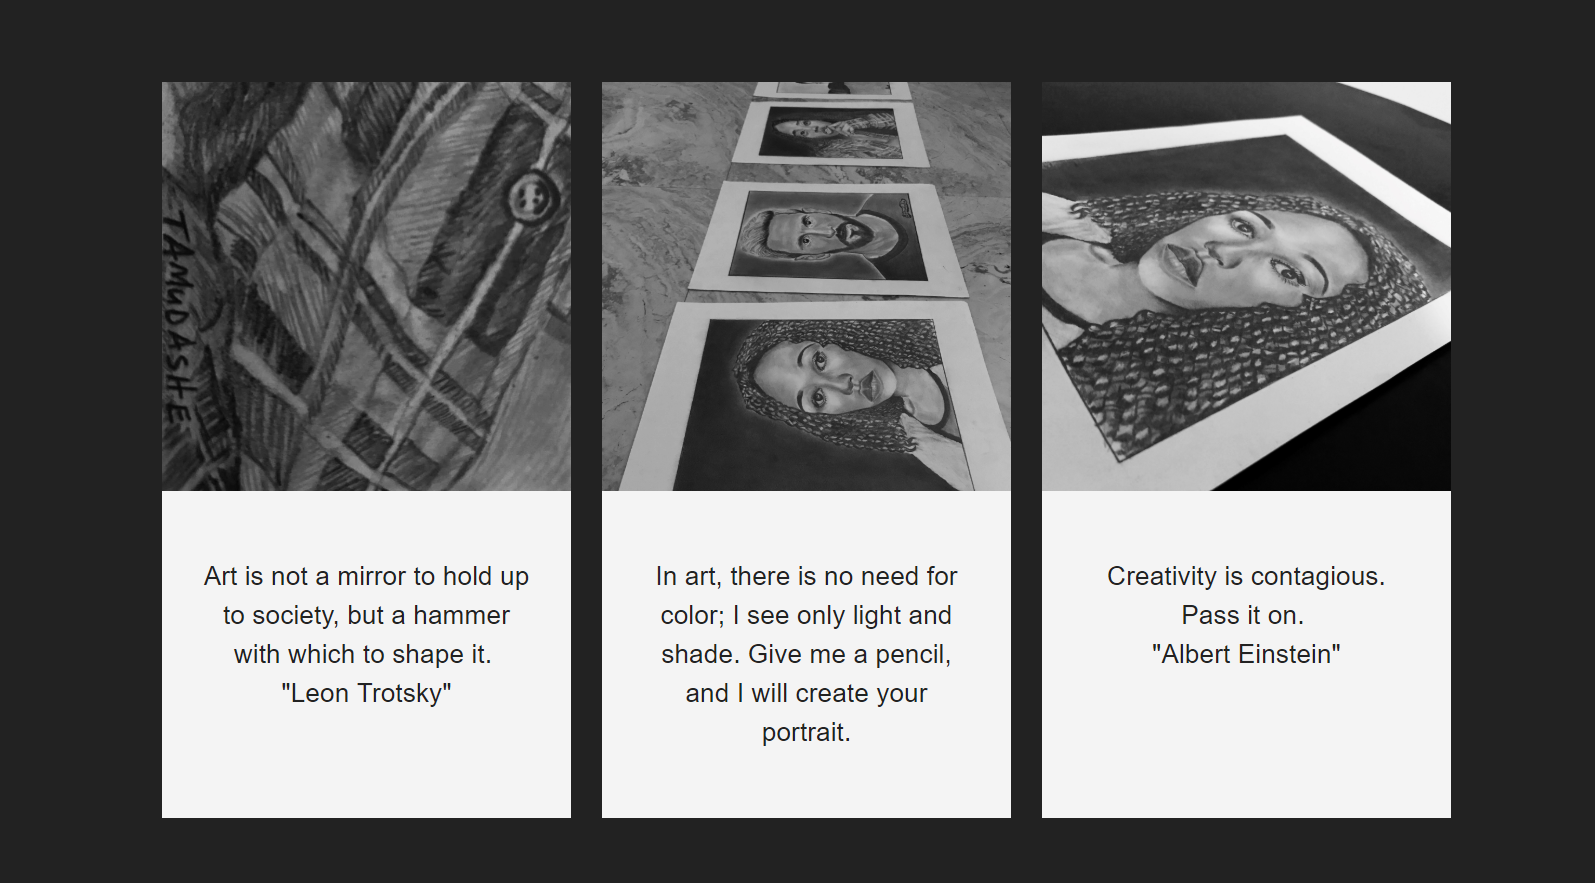 TAMUDASHE
Art is not a mirror to hold up
to society, but a hammer
with which to shape it.
"Leon Trotsky"
In art, there is no need for
color; I see only light and
shade. Give me a pencil,
and I will create your
portrait.
Creativity is contagious.
Pass it on.
"Albert Einstein"